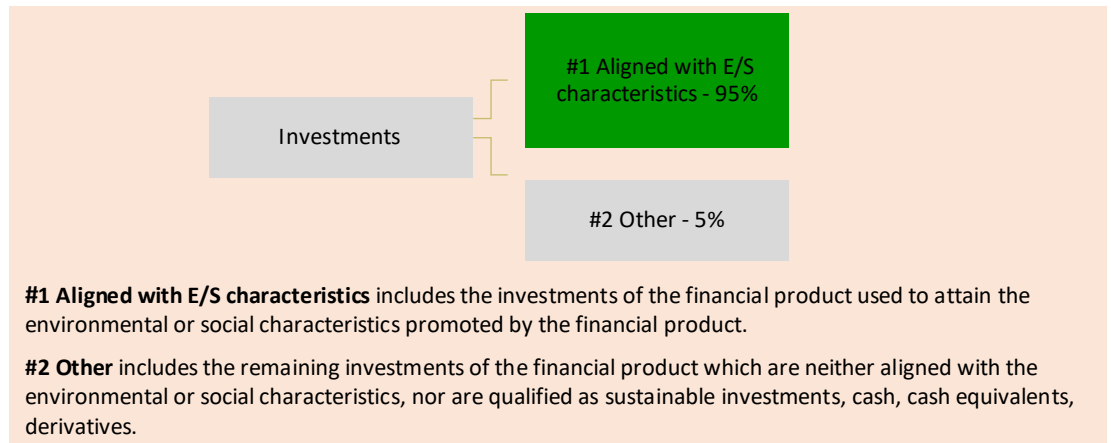 #1 Aligned with E/S
characteristics - 95%
Investments
#2 Other - 5%
#1 Aligned with E/S characteristics includes the investments of the financial product used to attain the
environmental or social characteristics promoted by the financial product.
#2 Other includes the remaining investments of the financial product which are neither aligned with the
environmental or social characteristics, nor are qualified as sustainable investments, cash, cash equivalents,
derivatives.